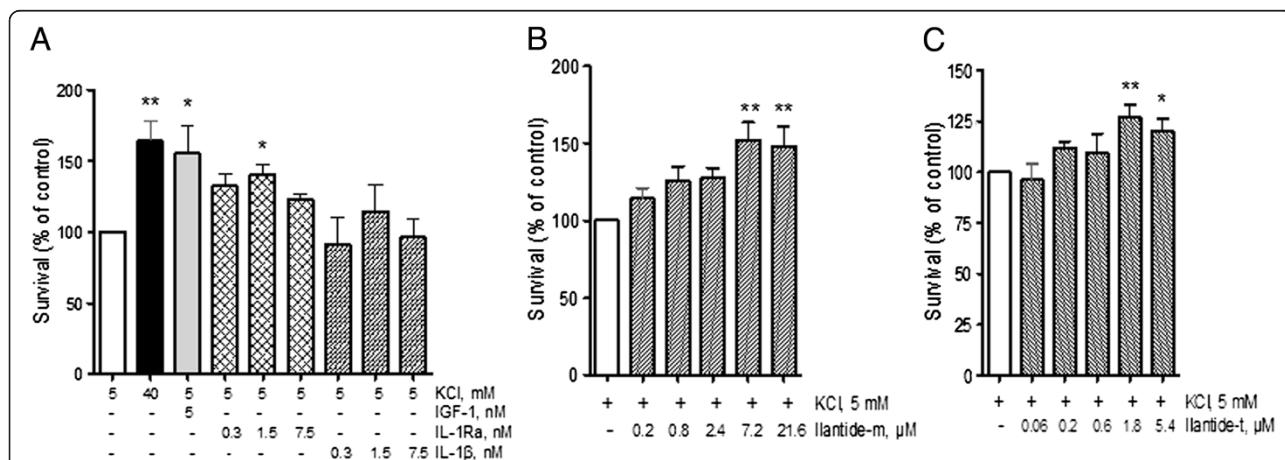 A
B
C
Survival (% of control)
200
150
100
50
0
** * *
5 40 5 5 5 5 5 5 5 KCl, mM
- - 5 - - - - - - IGF-1, nM
- - - 0.3 1.5 7.5 - - - IL-1Ra, nM
- - - - - - 0.3 1.5 7.5 IL-1β, nM
Survival (% of control)
200
150
100
50
0
** **
+ + + + + + KCl, 5 mM
- 0.2 0.8 2.4 7.2 21.6 Ilantide-m, µM
Survival (% of control)
150
125
100
75
50
25
0
** *
+ + + + + + KCl, 5 mM
- 0.06 0.2 0.6 1.8 5.4 Ilantide-t, µM